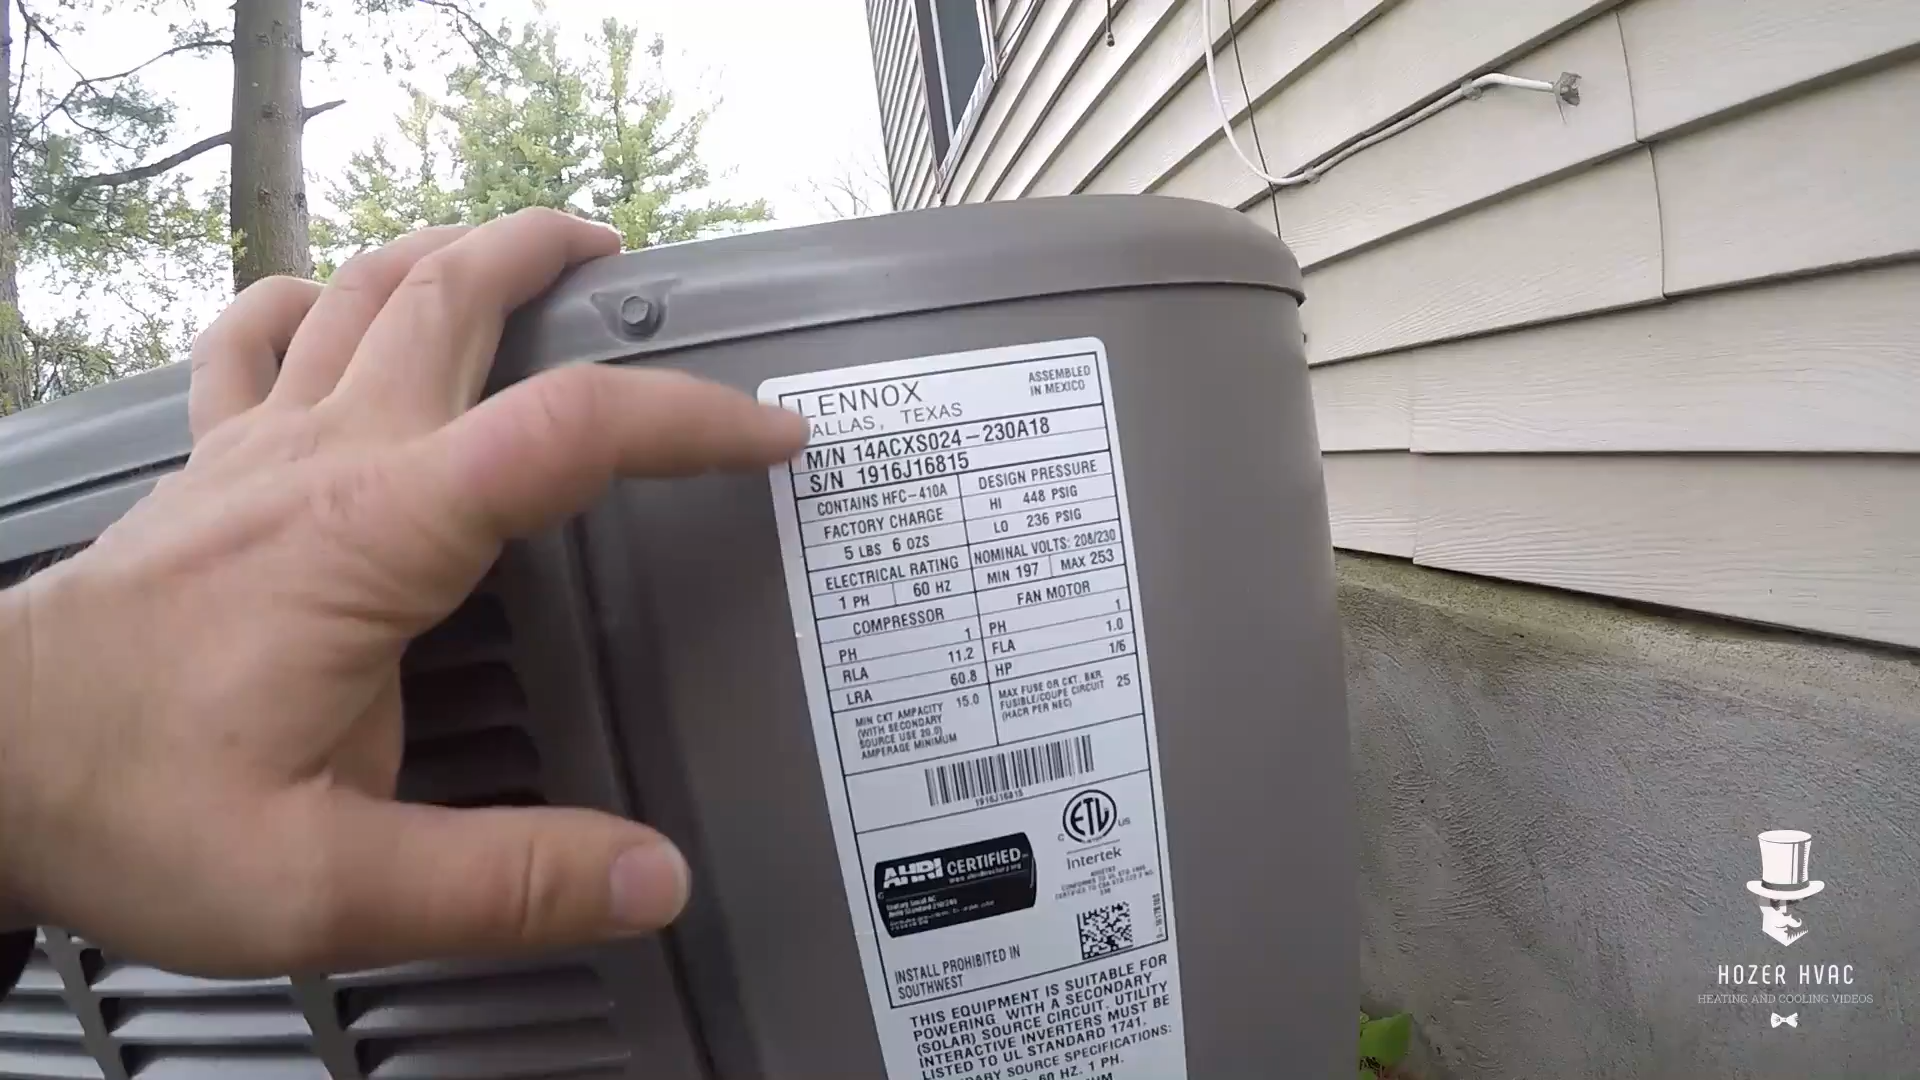 LENNOX
ASSEMBLED
IN MEXICO
ALLAS, TEXAS
M/N 14ACXS024-230A18
S/N 1916J16815
CONTAINS HFC-410A
DESIGN PRESSURE
HI 448 PSIG
FACTORY CHARGE
LO 236 PSIG
5 LBS 6 OZS
ELECTRICAL RATING
NOMINAL VOLTS: 208/230
1 PH 60 HZ
MIN 197 MAX 253
COMPRESSOR
FAN MOTOR
PH 1
PH 1
RLA 11.2
FLA 1.0
LRA 60.8
HP 1/6
MIN CKT AMPACITY 15.0
(WITH SECONDARY
SOURCE USE 20.0)
AMPERAGE MINIMUM
MAX FUSE OR CKT. BKR 25
FUSIBLE/COUPE CIRCUIT
(HACR PER NEC)
1916J16815
AHRI CERTIFIED
www.ahridirectory.org
C ETL US
Intertek
INSTALL PROHIBITED IN
SOUTHWEST
THIS EQUIPMENT IS SUITABLE FOR
POWERING WITH A SECONDARY
(SOLAR) SOURCE CIRCUIT. UTILITY
INTERACTIVE INVERTERS MUST BE
LISTED TO UL STANDARD 1741.
SOURCE SPECIFICATIONS:
60 HZ. 1 PH.
HOZER HVAC
HEATING AND COOLING VIDEOS